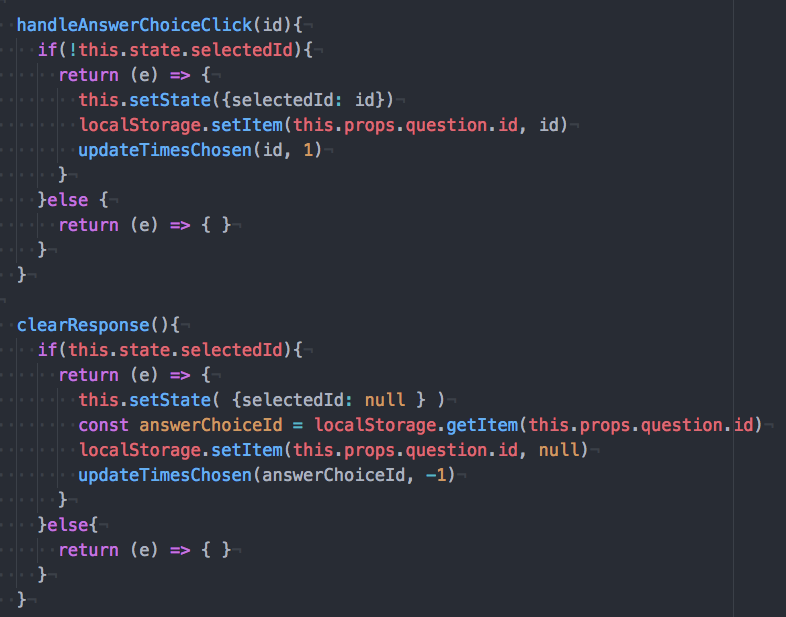 handleAnswerChoiceClick(id){
if(!this.state.selectedId){
return (e) => {
this.setState({selectedId: id})
localStorage.setItem(this.props.question.id, id)
updateTimesChosen(id, 1)
}
}else {
return (e) => { }
}
}
clearResponse(){
if(this.state.selectedId){
return (e) => {
this.setState( {selectedId: null } )
const answerChoiceId = localStorage.getItem(this.props.question.id)
localStorage.setItem(this.props.question.id, null)
updateTimesChosen(answerChoiceId, -1)
}
}else{
return (e) => { }
}
}